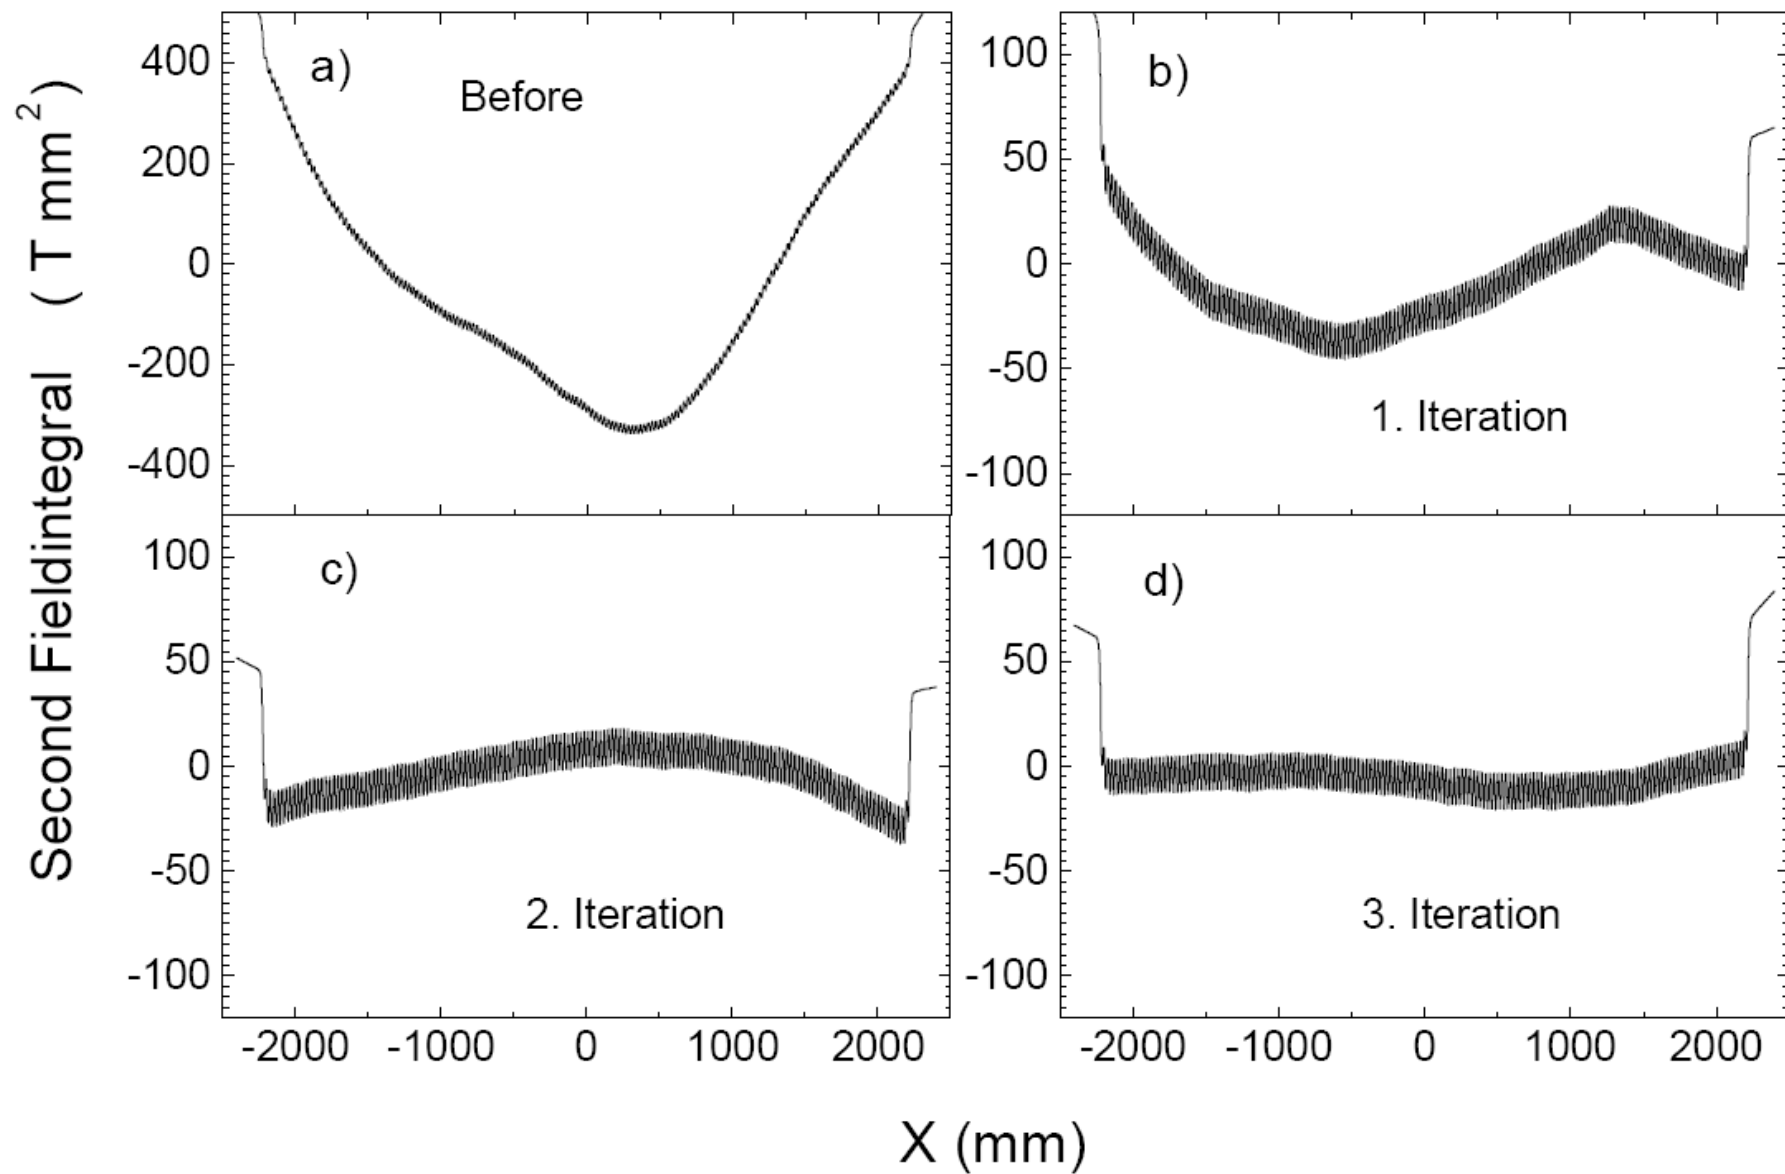 Second Fieldintegral ( T mm²)
a)
Before
400
200
0
-200
-400
b)
1. Iteration
100
50
0
-50
-100
c)
2. Iteration
100
50
0
-50
-100
-2000 -1000 0 1000 2000
d)
3. Iteration
100
50
0
-50
-100
-2000 -1000 0 1000 2000
X (mm)